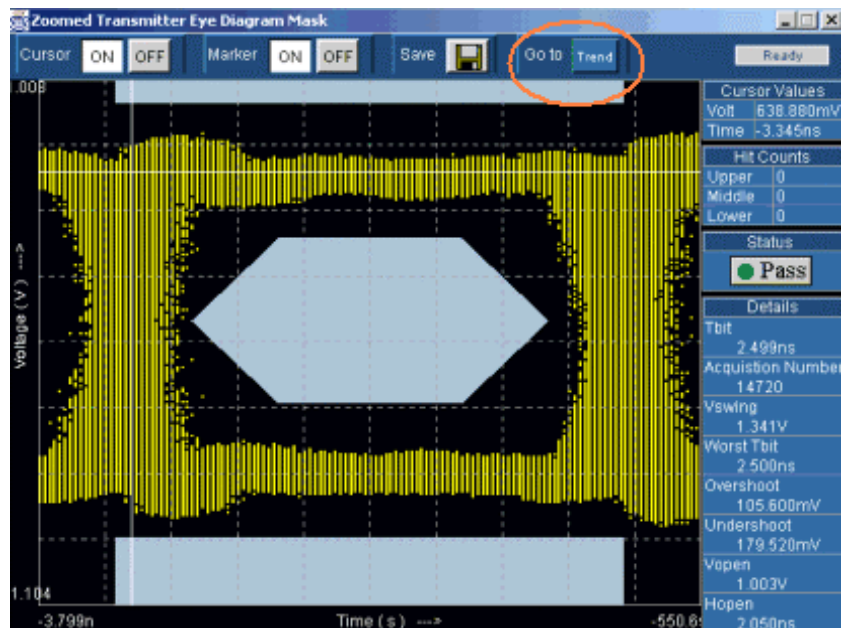 Zoomed Transmitter Eye Diagram Mask
Cursor ON OFF Marker ON OFF Save Go to Trend Ready
1.008
Cursor Values
Volt 638.880mV
Time -3.345ns
Hit Counts
Upper 0
Middle 0
Lower 0
Status
Pass
Voltage (V) --->
Details
Tbit
2.499ns
Acquistion Number
14720
Vswing
1.341V
Worst Tbit
2.500ns
Overshoot
105.600mV
Undershoot
179.520mV
Vopen
1.003V
Hopen
2.050ns
1.104
-3.799n Time (s) ---> -550.6